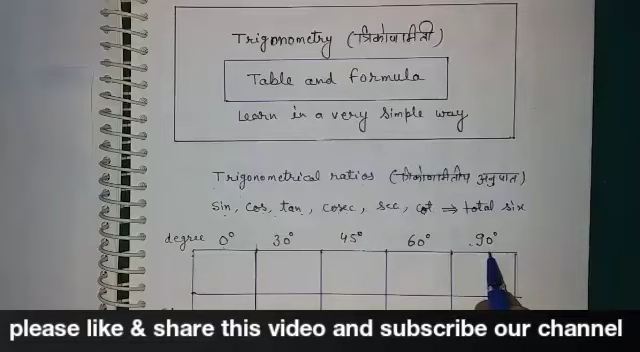 Trigonometry (त्रिकोणमिती)
Table and formula
Learn in a very simple way
Trigonometrical ratios (त्रिकोणमितीय अनुपात)
Sin, Cos, tan, cosec, sec, cot ⇒ total six
degree 0° 30° 45° 60° 90°
please like & share this video and subscribe our channel